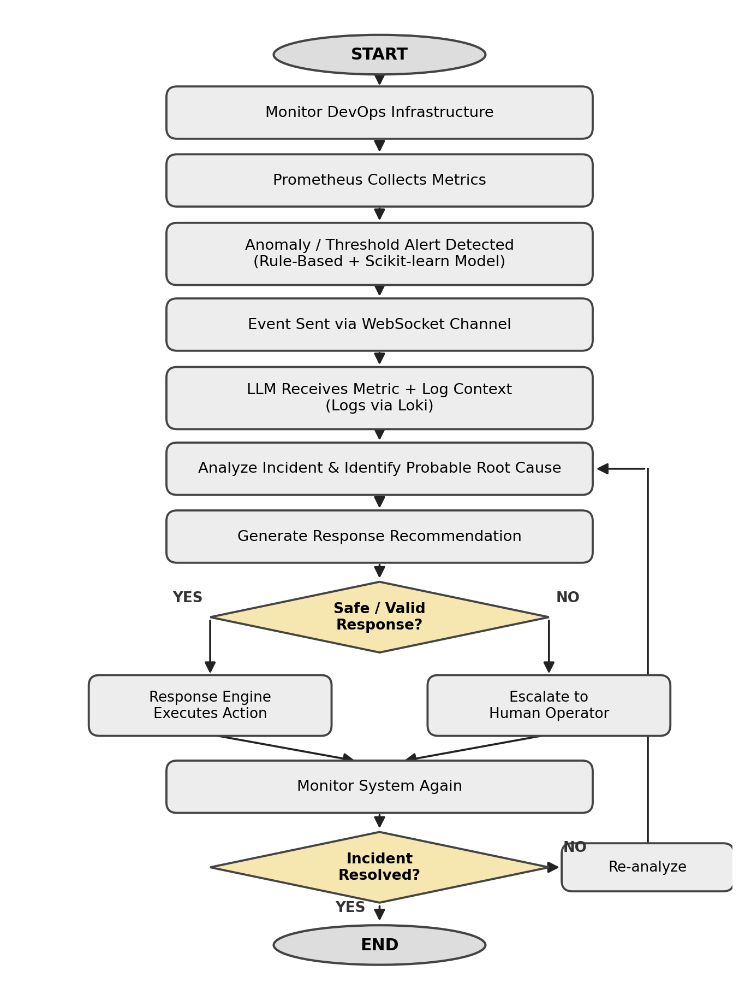 START
Monitor DevOps Infrastructure
Prometheus Collects Metrics
Anomaly / Threshold Alert Detected
(Rule-Based + Scikit-learn Model)
Event Sent via WebSocket Channel
LLM Receives Metric + Log Context
(Logs via Loki)
Analyze Incident & Identify Probable Root Cause
Generate Response Recommendation
YES
NO
Safe / Valid
Response?
Response Engine
Executes Action
Escalate to
Human Operator
Monitor System Again
Incident
Resolved?
NO
Re-analyze
YES
END